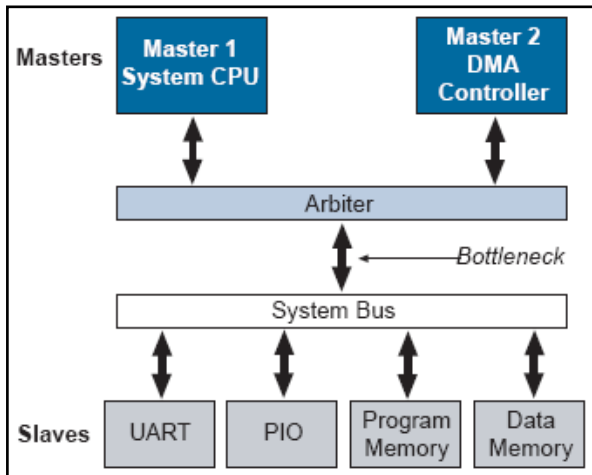 Masters
Master 1
System CPU
Master 2
DMA
Controller
Arbiter
Bottleneck
System Bus
Slaves
UART
PIO
Program
Memory
Data
Memory